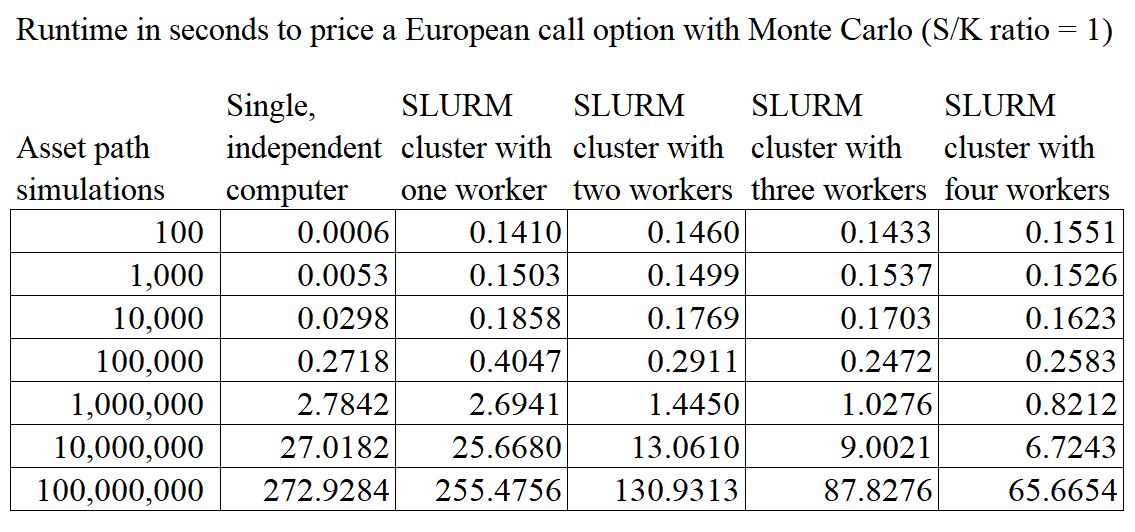 Runtime in seconds to price a European call option with Monte Carlo (S/K ratio = 1)
Single, SLURM SLURM SLURM SLURM
Asset path independent cluster with cluster with cluster with cluster with
simulations computer one worker two workers three workers four workers
100 0.0006 0.1410 0.1460 0.1433 0.1551
1,000 0.0053 0.1503 0.1499 0.1537 0.1526
10,000 0.0298 0.1858 0.1769 0.1703 0.1623
100,000 0.2718 0.4047 0.2911 0.2472 0.2583
1,000,000 2.7842 2.6941 1.4450 1.0276 0.8212
10,000,000 27.0182 25.6680 13.0610 9.0021 6.7243
100,000,000 272.9284 255.4756 130.9313 87.8276 65.6654